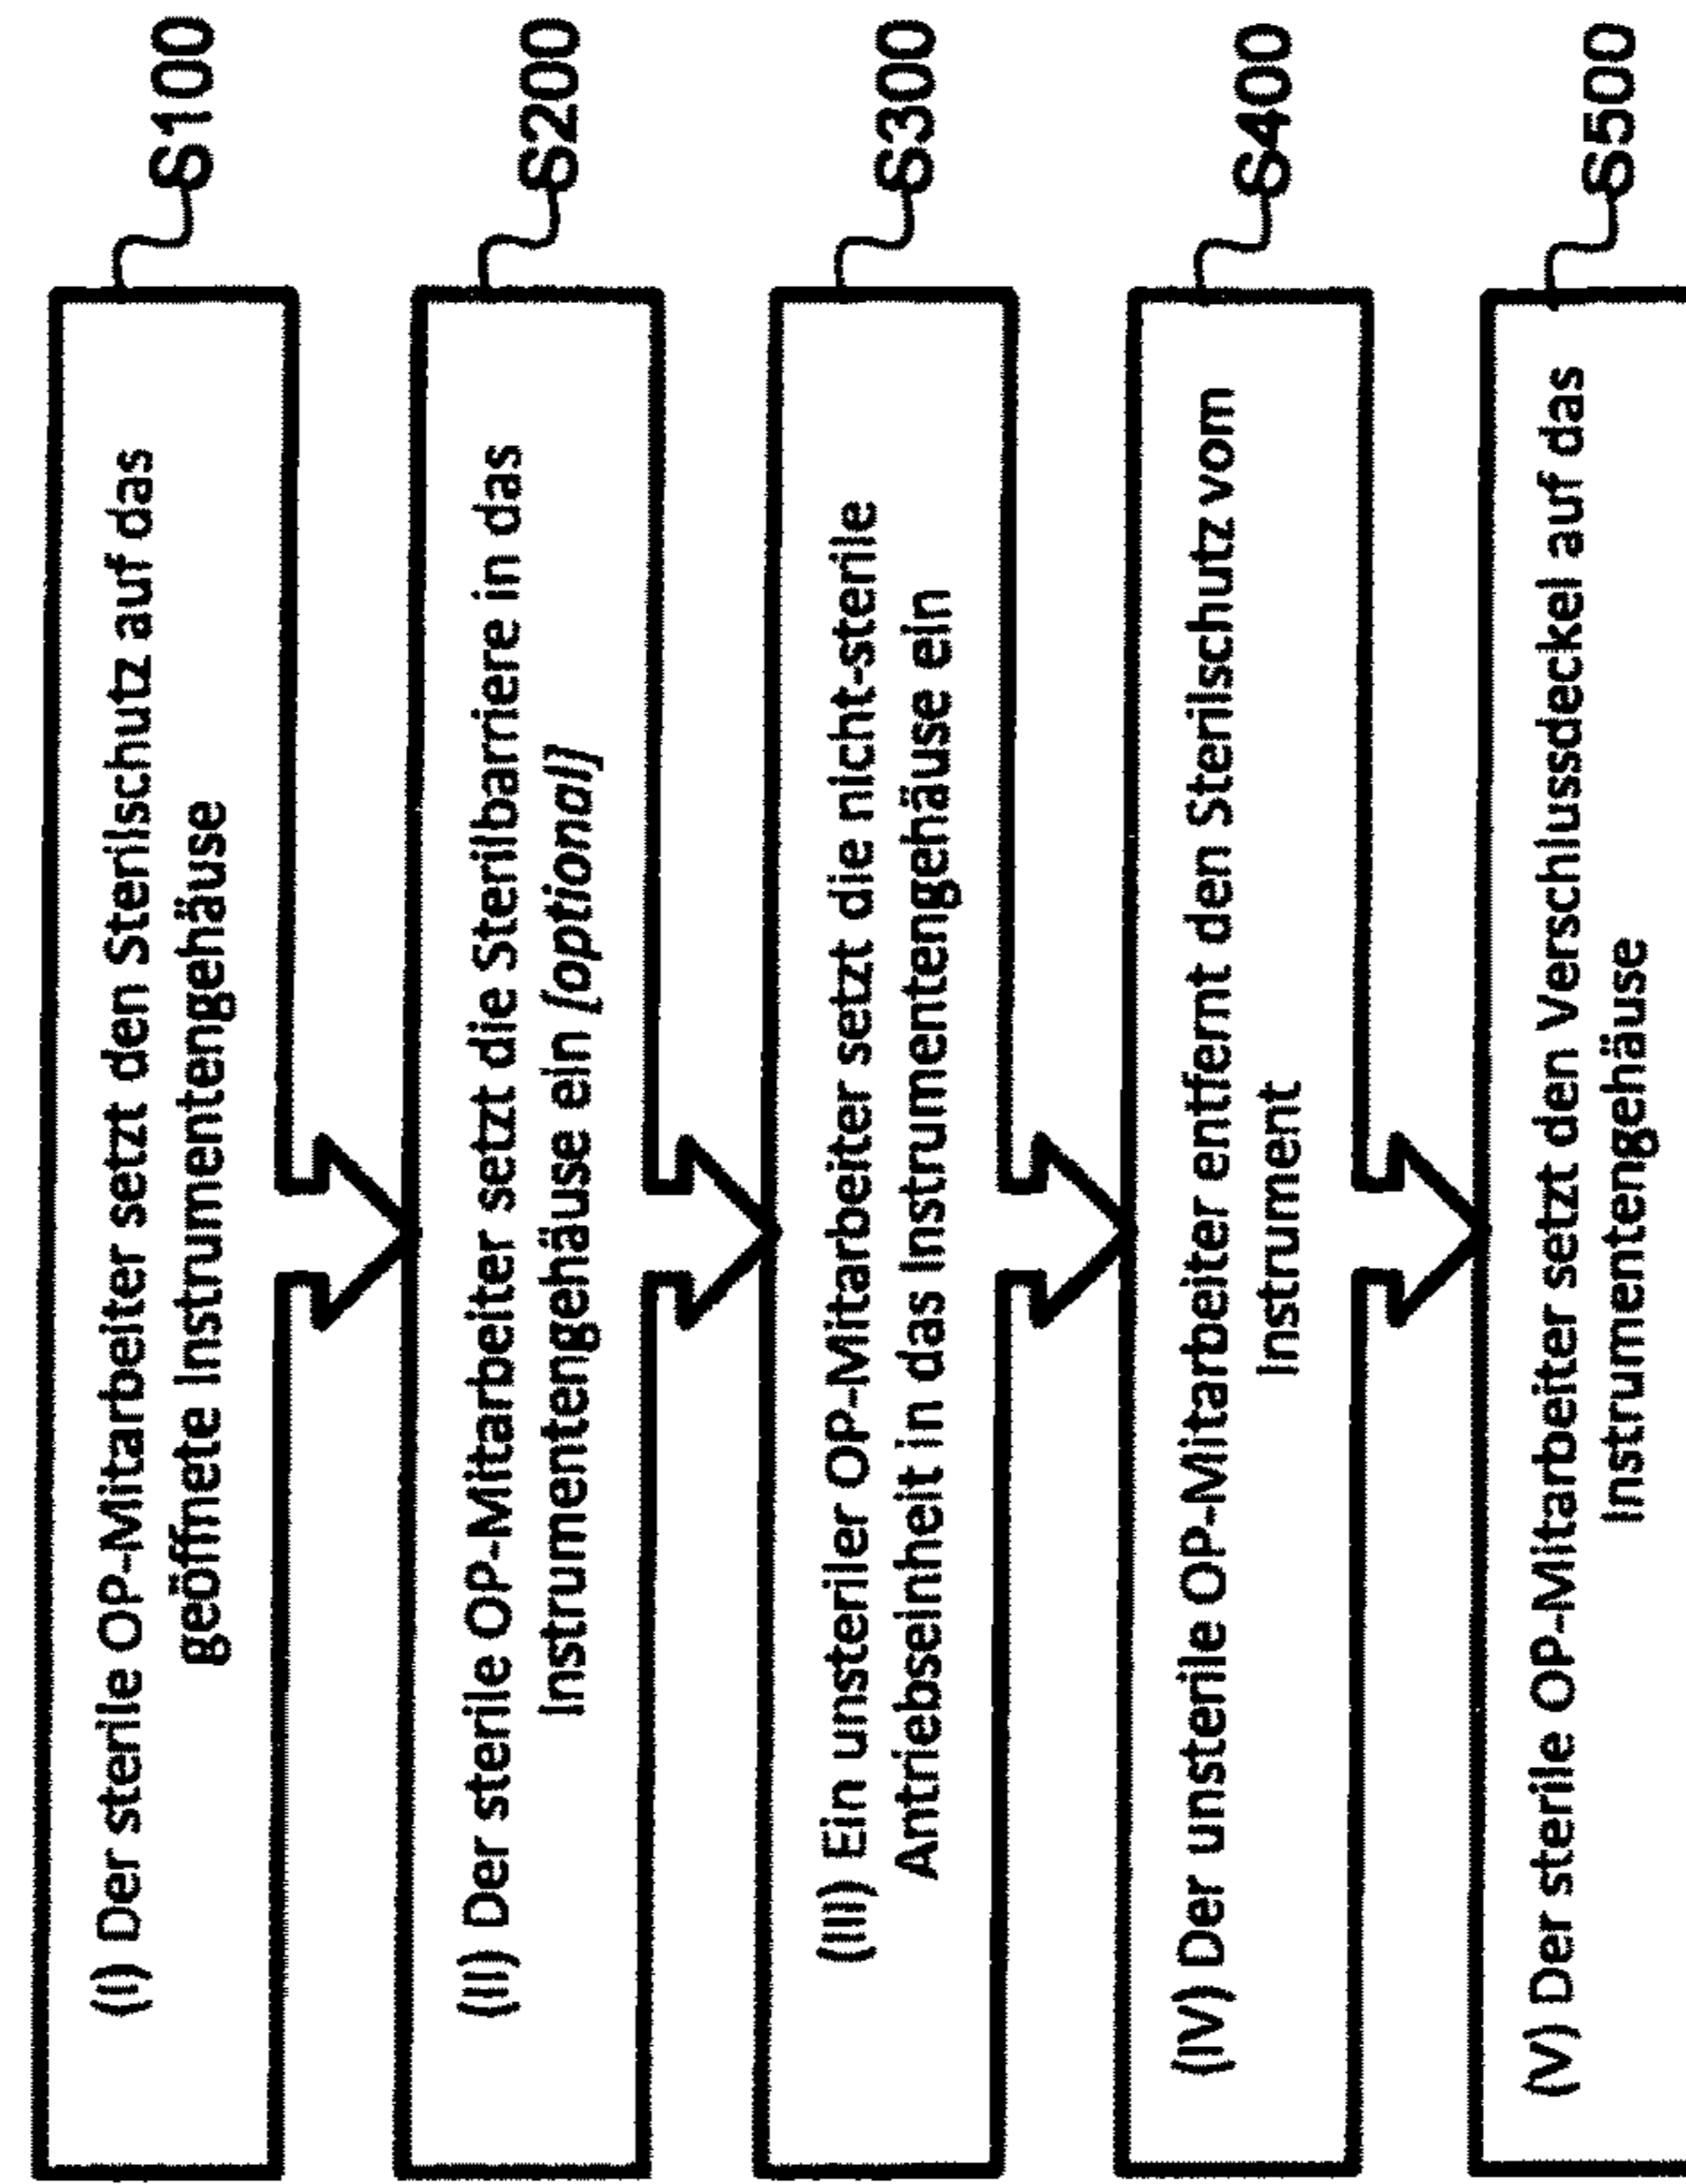 (I) Der sterile OP-Mitarbeiter setzt den Sterilschutz auf das
geöffnete Instrumentengehäuse
S100
(II) Der sterile OP-Mitarbeiter setzt die Sterilbarriere in das
Instrumentengehäuse ein [optional]
S200
(III) Ein unsteriler OP-Mitarbeiter setzt die nicht-sterile
Antriebseinheit in das Instrumentengehäuse ein
S300
(IV) Der unsterile OP-Mitarbeiter entfernt den Sterilschutz vom
Instrument
S400
(V) Der sterile OP-Mitarbeiter setzt den Verschlussdeckel auf das
Instrumentengehäuse
S500